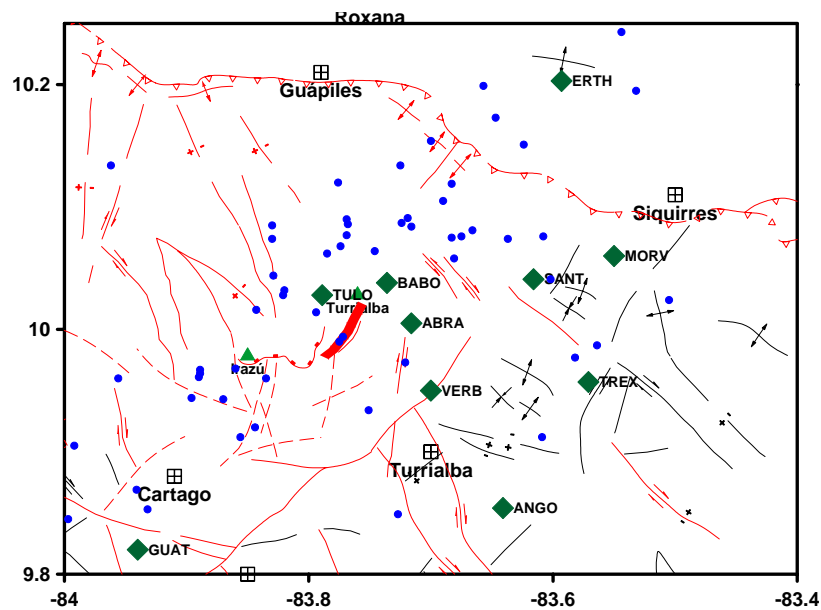 Roxana
10.2
ERTH
Guapiles
Siquirres
MORV
SANT
BABO
TULO
Turrialba
10
ABRA
Irazú
TREX
VERB
Turrialba
Cartago
ANGO
GUAT
9.8
-84
-83.8
-83.6
-83.4